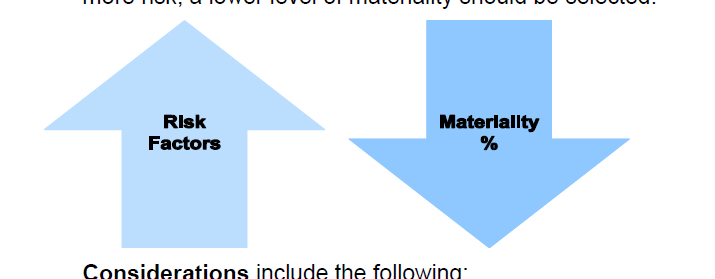 more risk, a lower level of materiality should be selected.
Risk
Factors
Materiality
%
Considerations include the following: